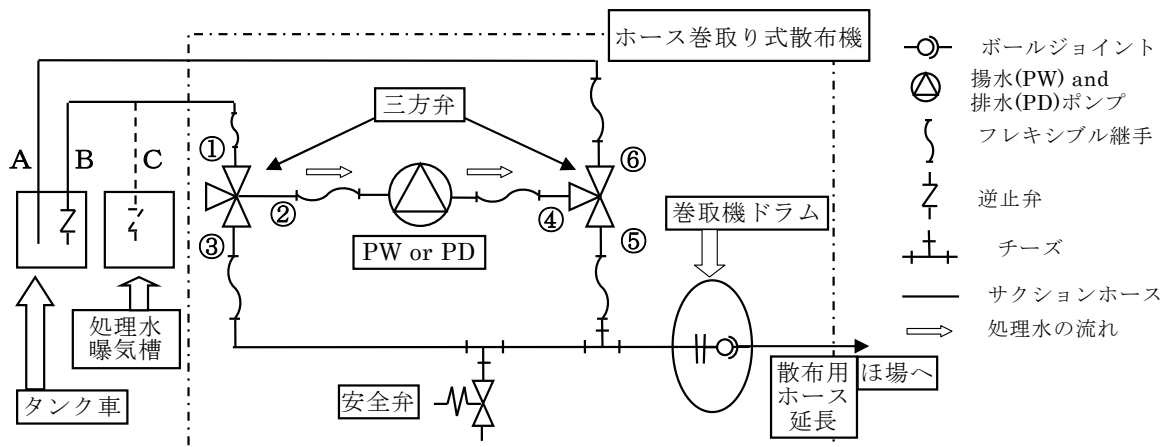 ホース巻取り式散布機
ボールジョイント
揚水(PW) and
排水(PD)ポンプ
フレキシブル継手
逆止弁
チーズ
サクションホース
処理水の流れ
三方弁
A
B
C
①
②
③
④
⑤
⑥
PW or PD
巻取機ドラム
処理水
曝気槽
タンク車
安全弁
散布用
ホース
延長
ほ場へ